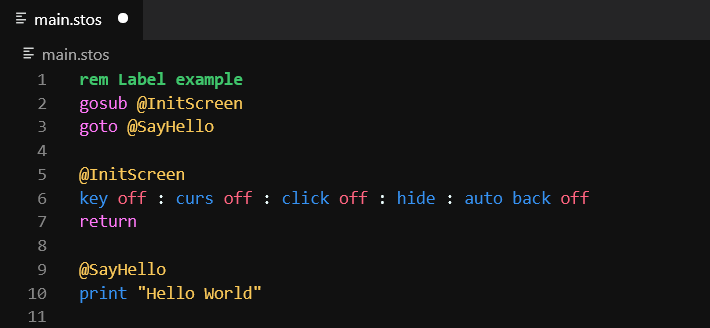 main.stos
main.stos
1 rem Label example
2 gosub @InitScreen
3 goto @SayHello
4
5 @InitScreen
6 key off : curs off : click off : hide : auto back off
7 return
8
9 @SayHello
10 print "Hello World"
11